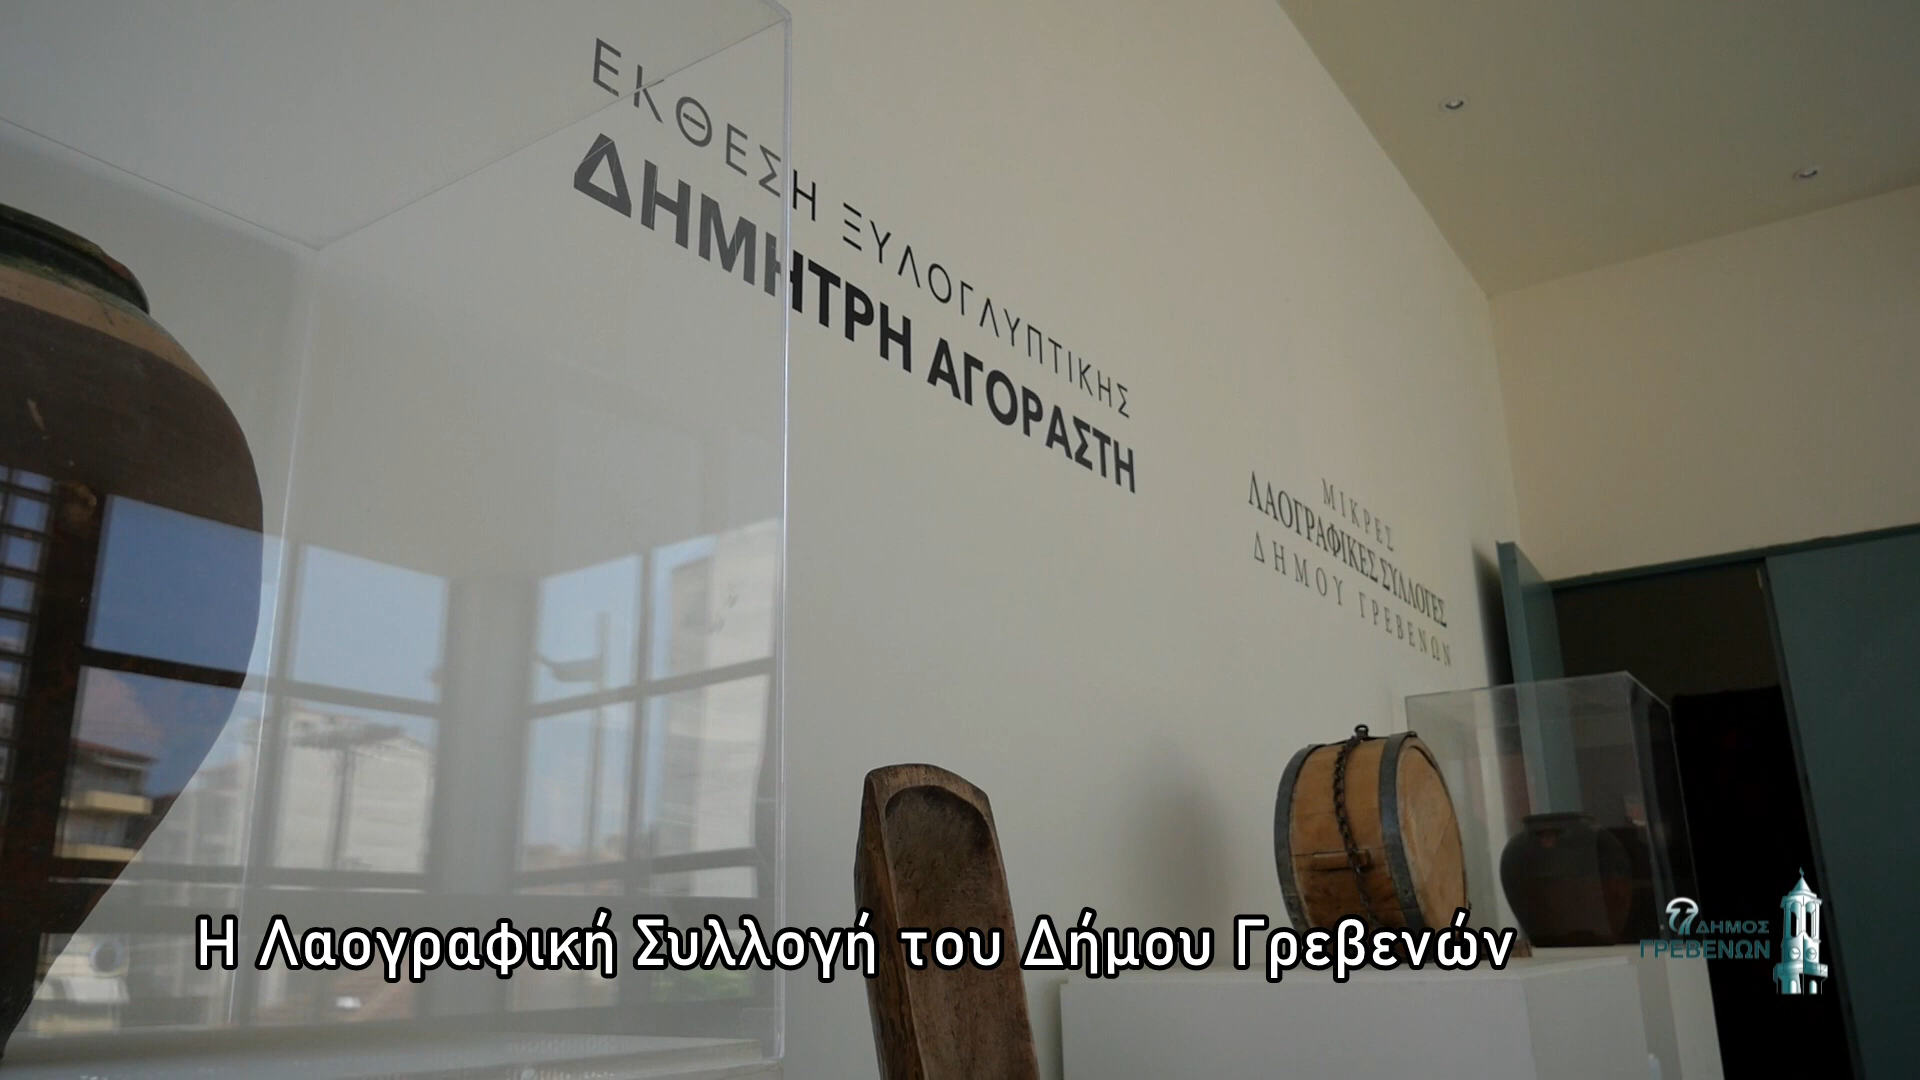 ΕΚΘΕΣΗ ΞΥΛΟΓΛΥΠΤΙΚΗΣ
ΔΗΜΗΤΡΗ ΑΓΟΡΑΣΤΗ
ΜΙΚΡΕΣ
ΛΑΟΓΡΑΦΙΚΕΣ ΣΥΛΛΟΓΕΣ
ΔΗΜΟΥ ΓΡΕΒΕΝΩΝ
Η Λαογραφική Συλλογή του Δήμου Γρεβενών
ΔΗΜΟΣ
ΓΡΕΒΕΝΩΝ